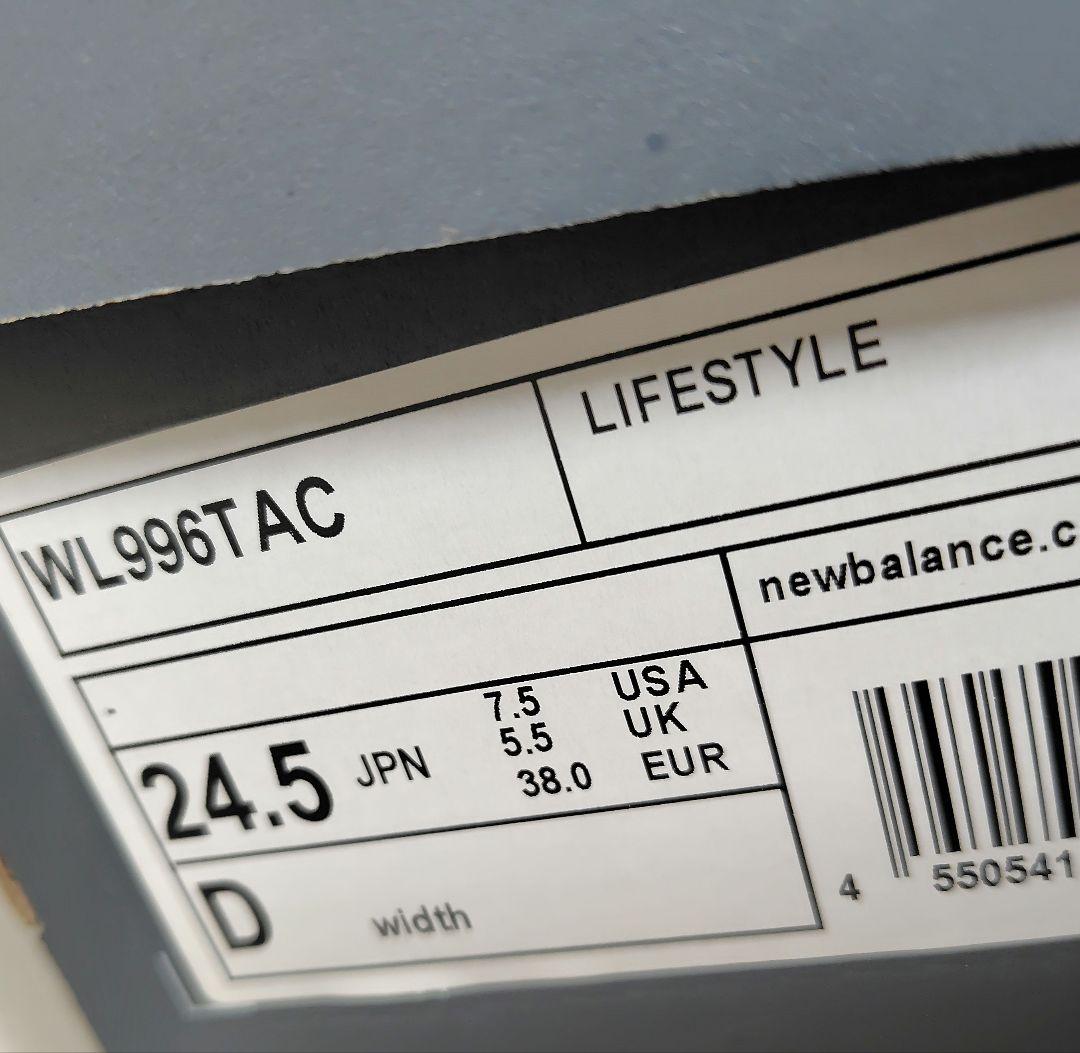 WL996TAC
LIFESTYLE
newbalance.c
24.5 JPN
7.5 USA
5.5 UK
38.0 EUR
D width
4 550541